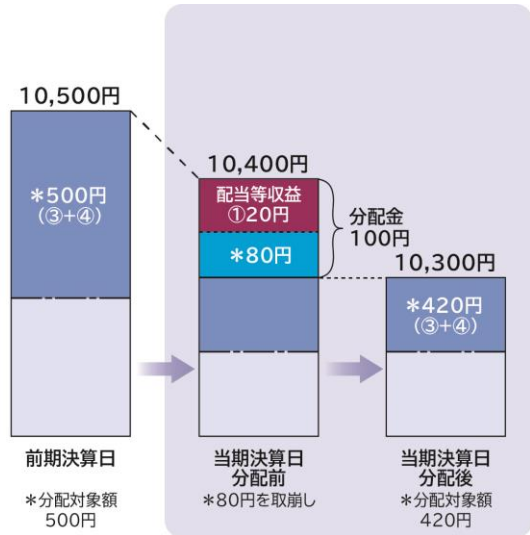 10,500円
*500円
(③+④)
前期決算日
*分配対象額
500円
10,400円
配当等収益
①20円
*80円
分配金
100円
当期決算日
分配前
*80円を取崩し
10,300円
*420円
(③+④)
当期決算日
分配後
*分配対象額
420円